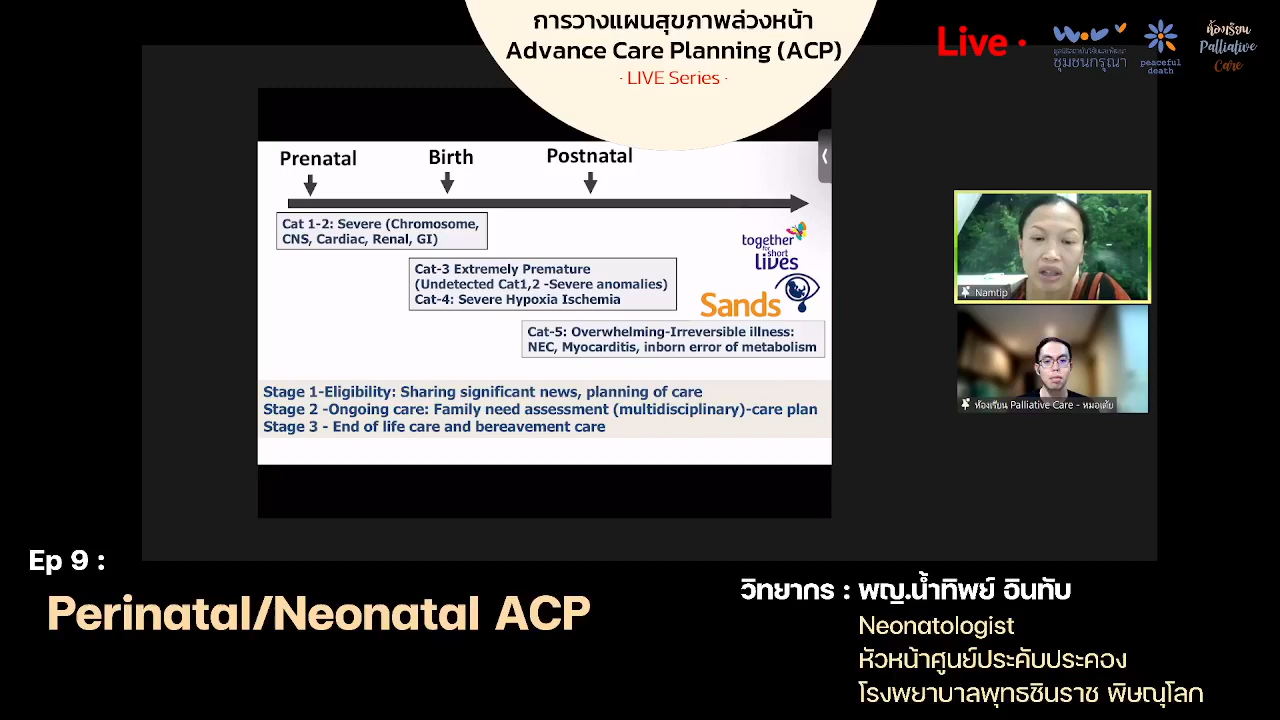 การวางแผนสุขภาพล่วงหน้า
Advance Care Planning (ACP)
· LIVE Series ·
Live ·
ชุมชนกรุณา
peaceful
death
ห้องเรียน
Palliative
Care
Prenatal
Birth
Postnatal
Cat 1-2: Severe (Chromosome,
CNS, Cardiac, Renal, GI)
Cat-3 Extremely Premature
(Undetected Cat1,2 -Severe anomalies)
Cat-4: Severe Hypoxia Ischemia
together
for short
lives
Sands
Cat-5: Overwhelming-Irreversible illness:
NEC, Myocarditis, inborn error of metabolism
Stage 1-Eligibility: Sharing significant news, planning of care
Stage 2 -Ongoing care: Family need assessment (multidisciplinary)-care plan
Stage 3 - End of life care and bereavement care
Namtip
ห้องเรียน Palliative Care - หมอเต้ย
Ep 9 :
Perinatal/Neonatal ACP
วิทยากร : พญ.น้ำทิพย์ อินทับ
Neonatologist
หัวหน้าศูนย์ประคับประคอง
โรงพยาบาลพุทธชินราช พิษณุโลก